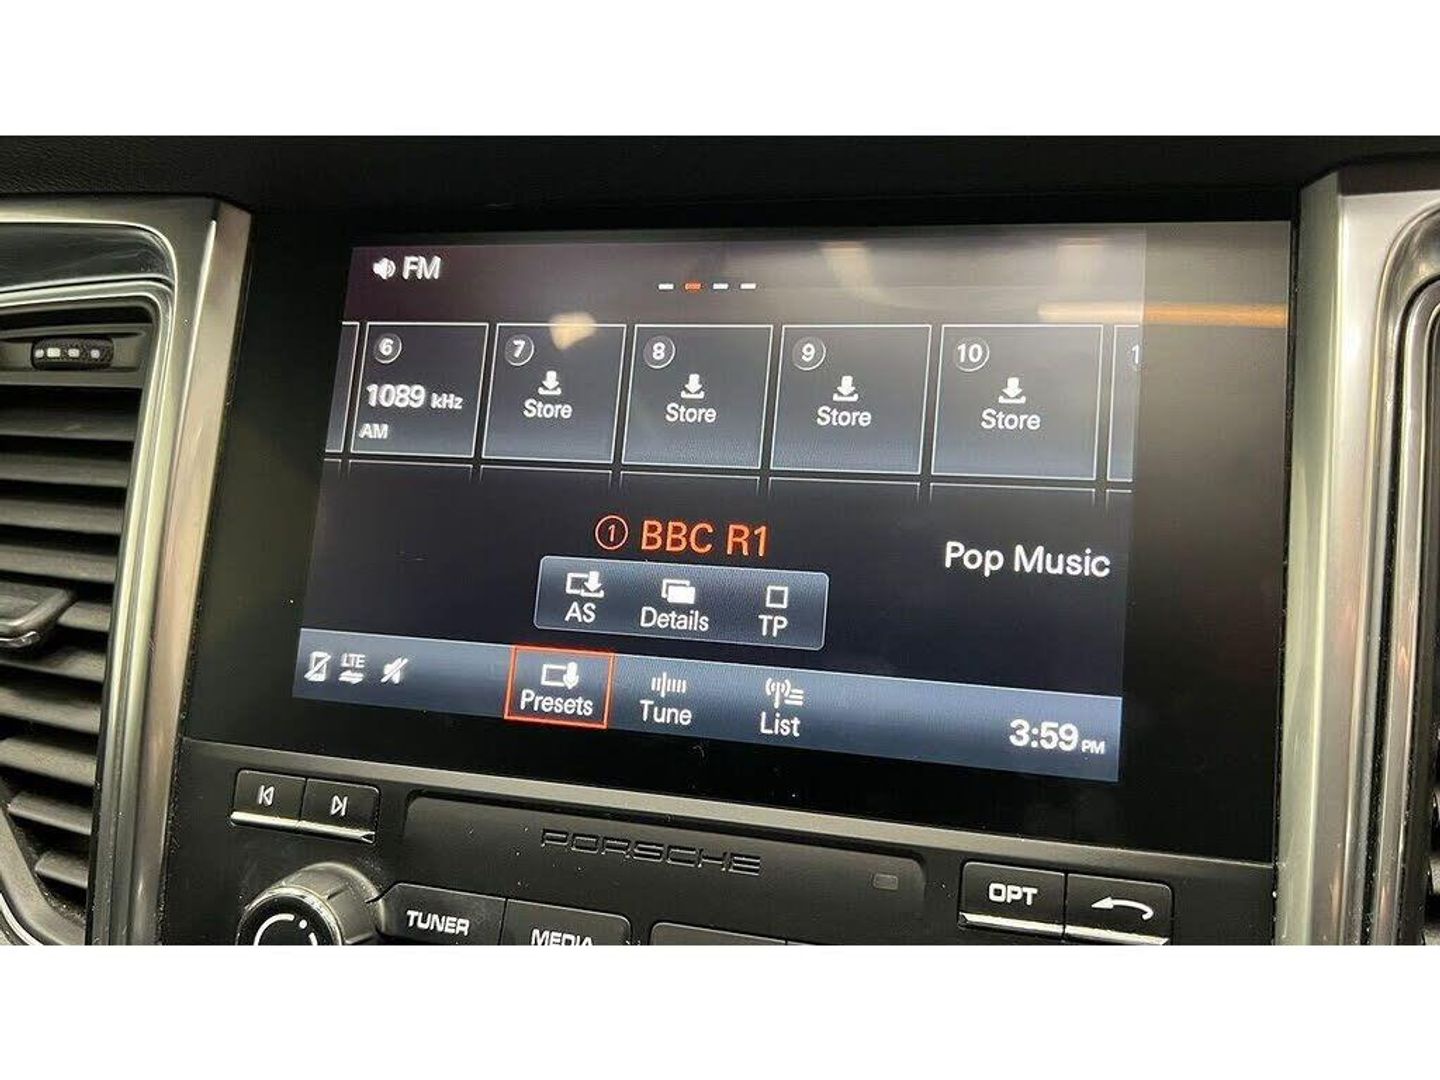 FM
6
1089 kHz
AM
7
Store
8
Store
9
Store
10
Store
1
1 BBC R1
Pop Music
AS
Details
TP
LTE
Presets
Tune
List
3:59 PM
PORSCHE
TUNER
MEDIA
OPT